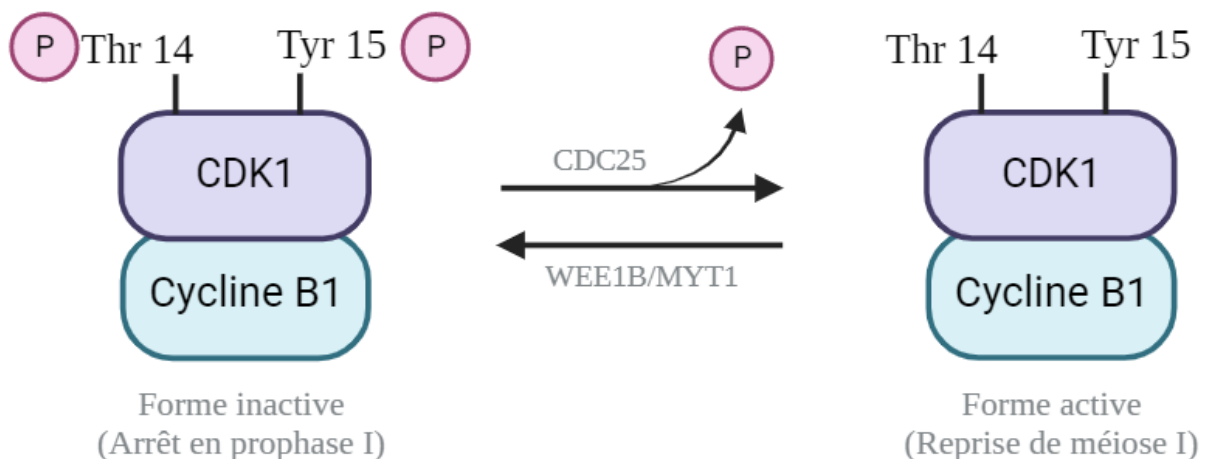 P Thr 14 Tyr 15 P
P
Thr 14 Tyr 15
CDK1
Cycline B1
CDC25
WEE1B/MYT1
CDK1
Cycline B1
Forme inactive
(Arrêt en prophase I)
Forme active
(Reprise de méiose I)